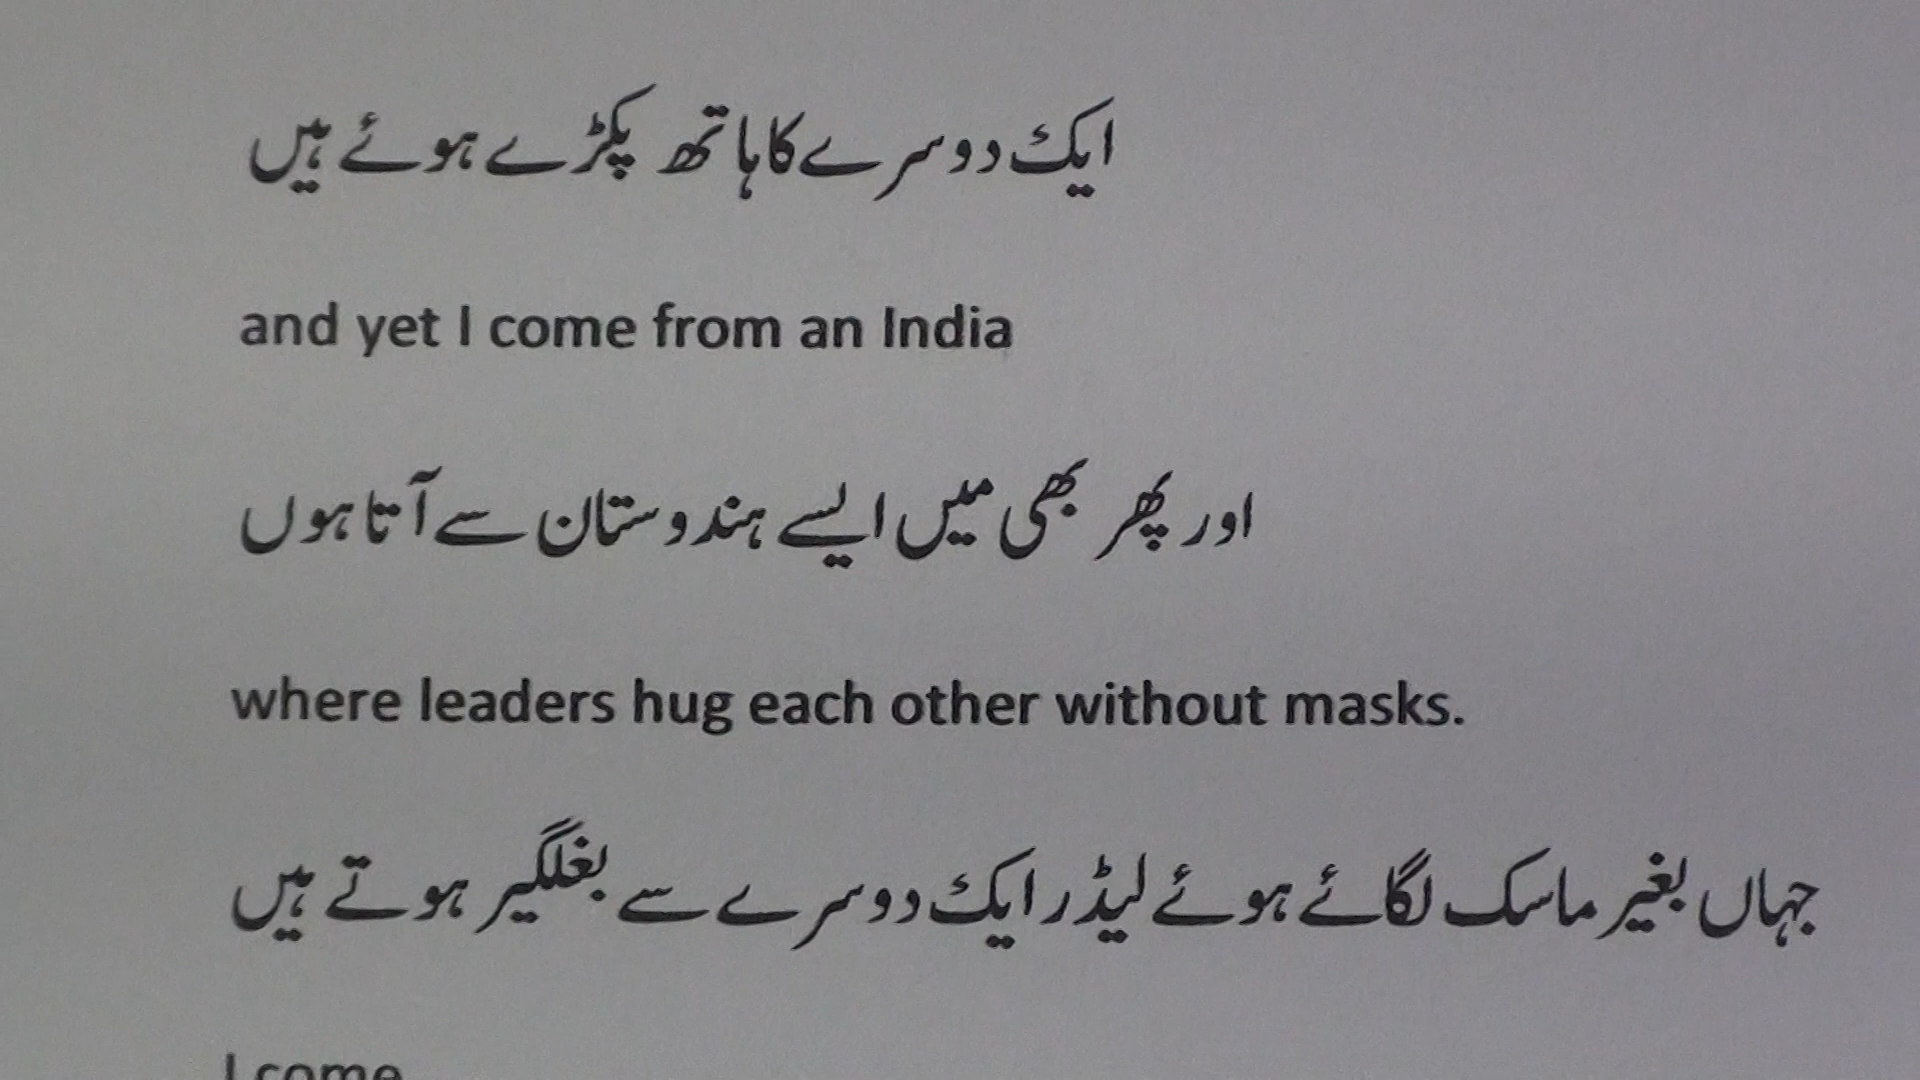 ایک دوسرے کا ہاتھ پکڑے ہوئے ہیں
and yet I come from an India
اور پھر بھی میں ایسے ہندوستان سے آتا ہوں
where leaders hug each other without masks.
جہاں بغیر ماسک لگائے ہوئے لیڈر ایک دوسرے سے بغلگیر ہوتے ہیں
I come